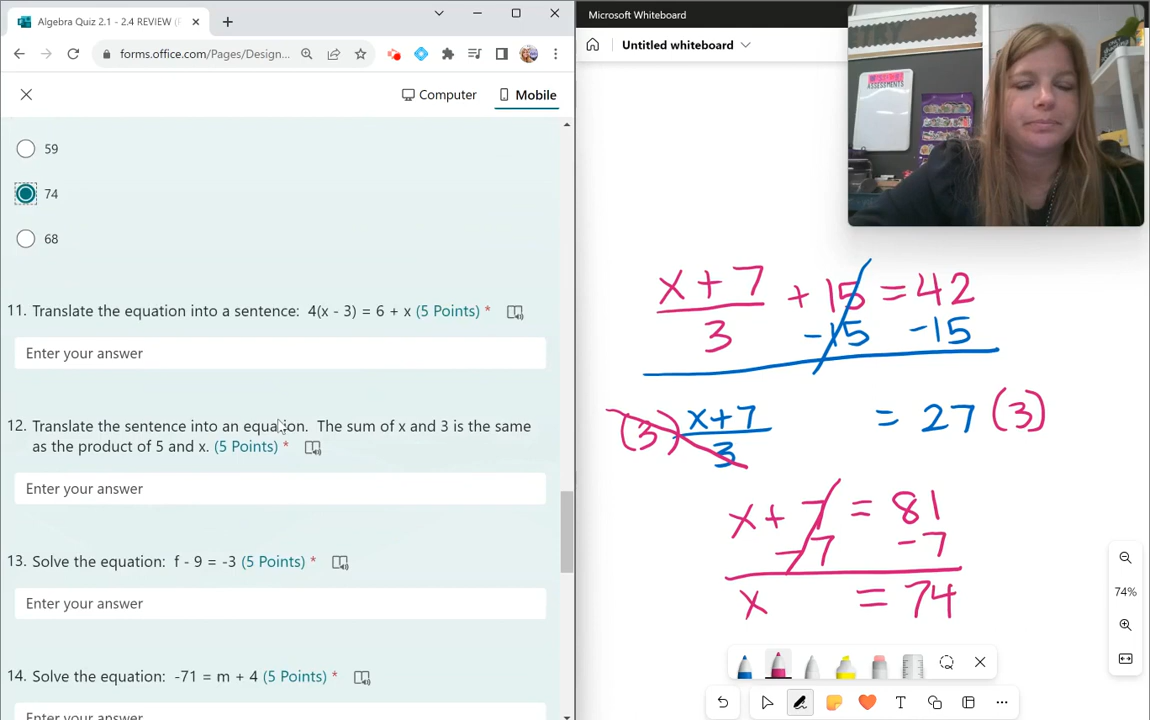 Algebra Quiz 2.1 - 2.4 REVIEW (
forms.office.com/Pages/Design...
Computer
Mobile
59
74
68
11. Translate the equation into a sentence: 4(x - 3) = 6 + x (5 Points) *
Enter your answer
12. Translate the sentence into an equation. The sum of x and 3 is the same
as the product of 5 and x. (5 Points) *
Enter your answer
13. Solve the equation: f - 9 = -3 (5 Points) *
Enter your answer
14. Solve the equation: -71 = m + 4 (5 Points) *
Enter your answer
Microsoft Whiteboard
Untitled whiteboard
ASSESSMENTS
x + 7 + 15 = 42
3 -15 -15
(3) x+7 = 27 (3)
3
x + 7 = 81
-7 -7
x = 74
74%